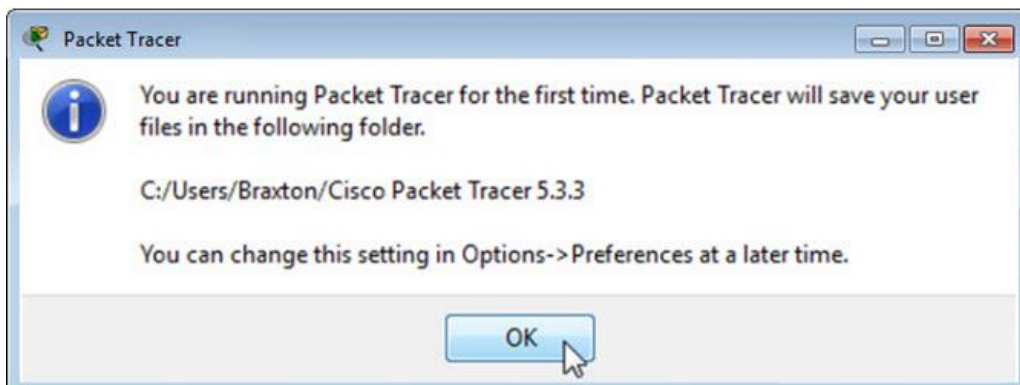 Packet Tracer
You are running Packet Tracer for the first time. Packet Tracer will save your user
files in the following folder.
C:/Users/Braxton/Cisco Packet Tracer 5.3.3
You can change this setting in Options->Preferences at a later time.
OK